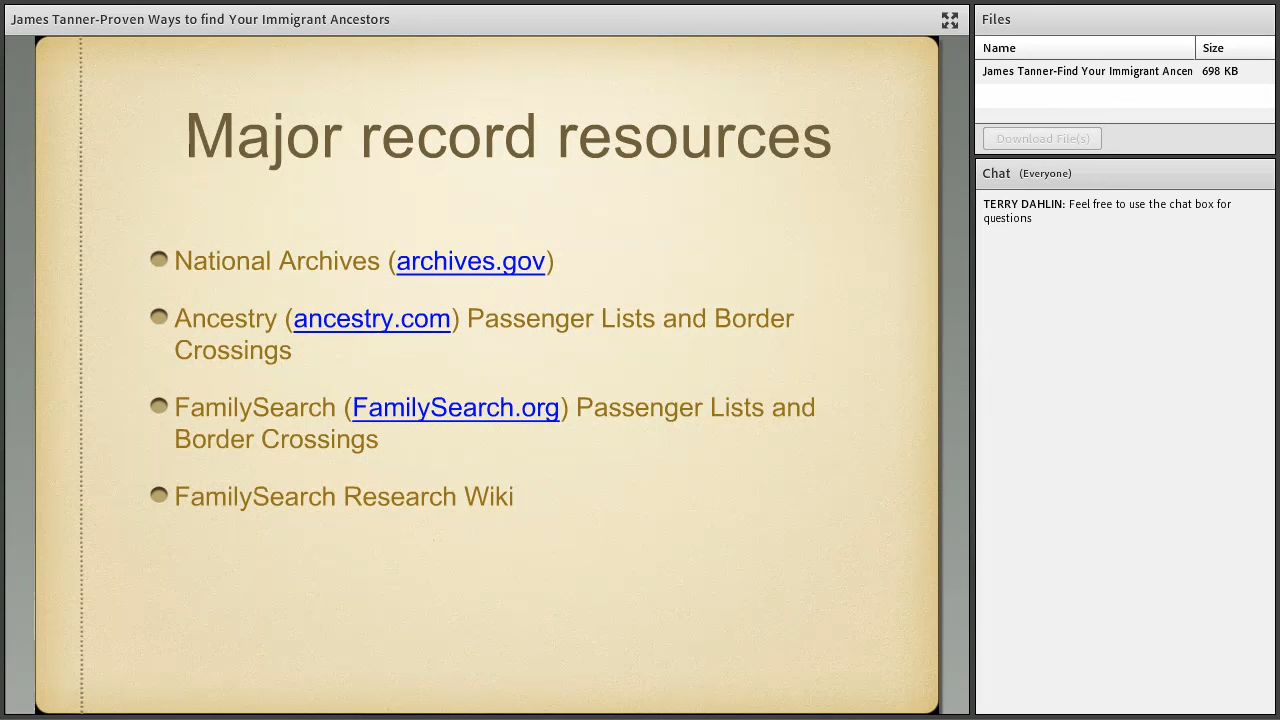 James Tanner-Proven Ways to find Your Immigrant Ancestors
Major record resources
National Archives (archives.gov)
Ancestry (ancestry.com) Passenger Lists and Border
Crossings
FamilySearch (FamilySearch.org) Passenger Lists and
Border Crossings
FamilySearch Research Wiki
Files
Name Size
James Tanner-Find Your Immigrant Ancen 698 KB
Download File(s)
Chat (Everyone)
TERRY DAHLIN: Feel free to use the chat box for
questions